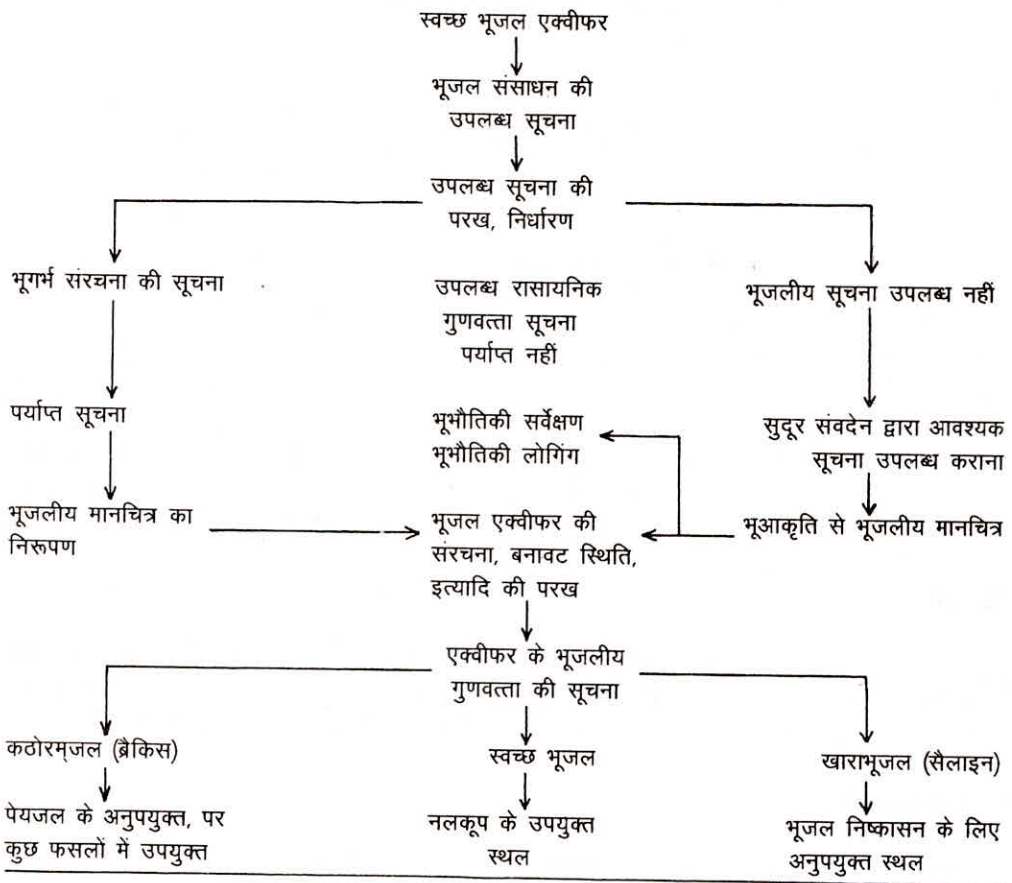 स्वच्छ भूजल एक्वीफर
भूजल संसाधन की
उपलब्ध सूचना
उपलब्ध सूचना की
परख, निर्धारण
भूगर्भ संरचना की सूचना
उपलब्ध रासायनिक
गुणवत्ता सूचना
पर्याप्त नहीं
भूजलीय सूचना उपलब्ध नहीं
पर्याप्त सूचना
भूभौतिकी सर्वेक्षण
भूभौतिकी लोगिंग
सुदूर संवदेन द्वारा आवश्यक
सूचना उपलब्ध कराना
भूजलीय मानचित्र का
निरूपण
भूजल एक्वीफर की
संरचना, बनावट स्थिति,
इत्यादि की परख
भूआकृति से भूजलीय मानचित्र
एक्वीफर के भूजलीय
गुणवत्ता की सूचना
कठोरम्जल (ब्रैकिस)
स्वच्छ भूजल
खाराभूजल (सैलाइन)
पेयजल के अनुपयुक्त, पर
कुछ फसलों में उपयुक्त
नलकूप के उपयुक्त
स्थल
भूजल निष्कासन के लिए
अनुपयुक्त स्थल